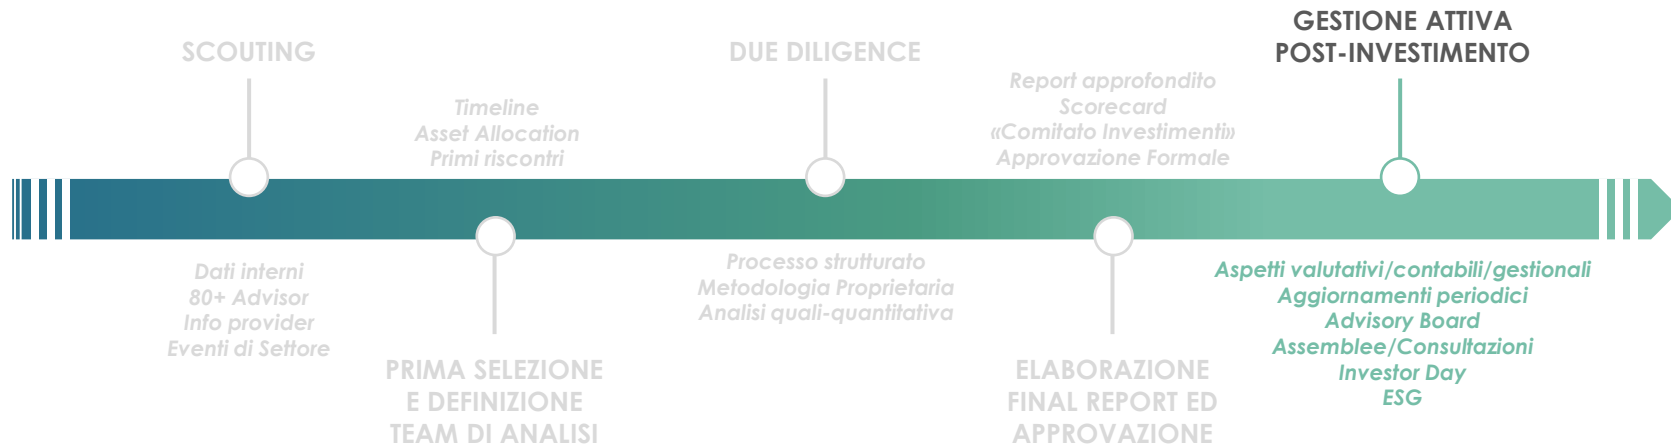 SCOUTING
Dati interni
80+ Advisor
Info provider
Eventi di Settore
Timeline
Asset Allocation
Primi riscontri
PRIMA SELEZIONE
E DEFINIZIONE
TEAM DI ANALISI
DUE DILIGENCE
Processo strutturato
Metodologia Proprietaria
Analisi quali-quantitativa
Report approfondito
Scorecard
«Comitato Investimenti»
Approvazione Formale
ELABORAZIONE
FINAL REPORT ED
APPROVAZIONE
GESTIONE ATTIVA
POST-INVESTIMENTO
Aspetti valutativi/contabili/gestionali
Aggiornamenti periodici
Advisory Board
Assemblee/Consultazioni
Investor Day
ESG